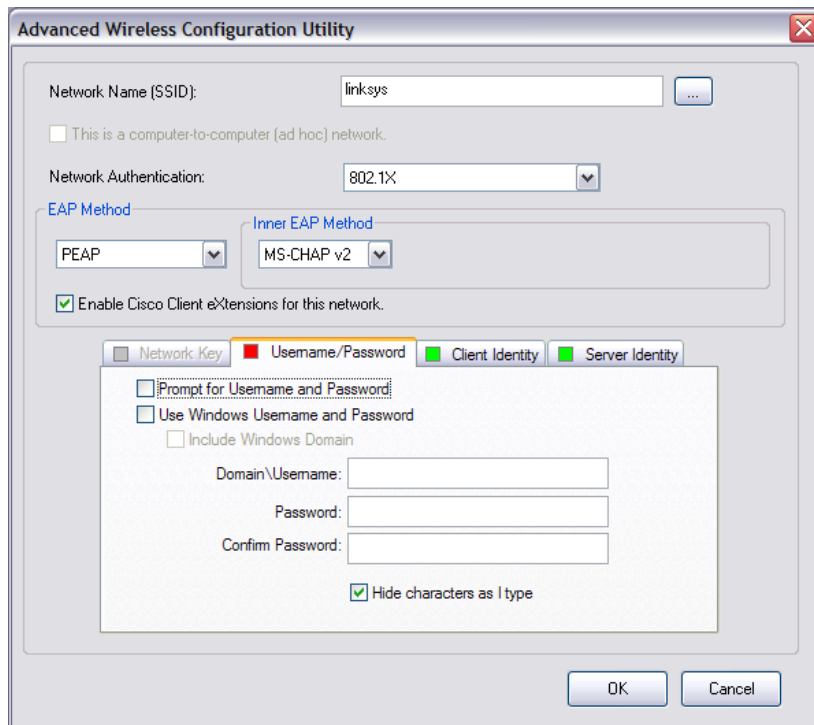 Advanced Wireless Configuration Utility
Network Name (SSID):
linksys
...
This is a computer-to-computer (ad hoc) network.
Network Authentication:
802.1X
EAP Method
PEAP
Inner EAP Method
MS-CHAP v2
Enable Cisco Client eXtensions for this network.
Network Key
Username/Password
Client Identity
Server Identity
Prompt for Username and Password
Use Windows Username and Password
Include Windows Domain
Domain\Username:
Password:
Confirm Password:
Hide characters as I type
OK
Cancel